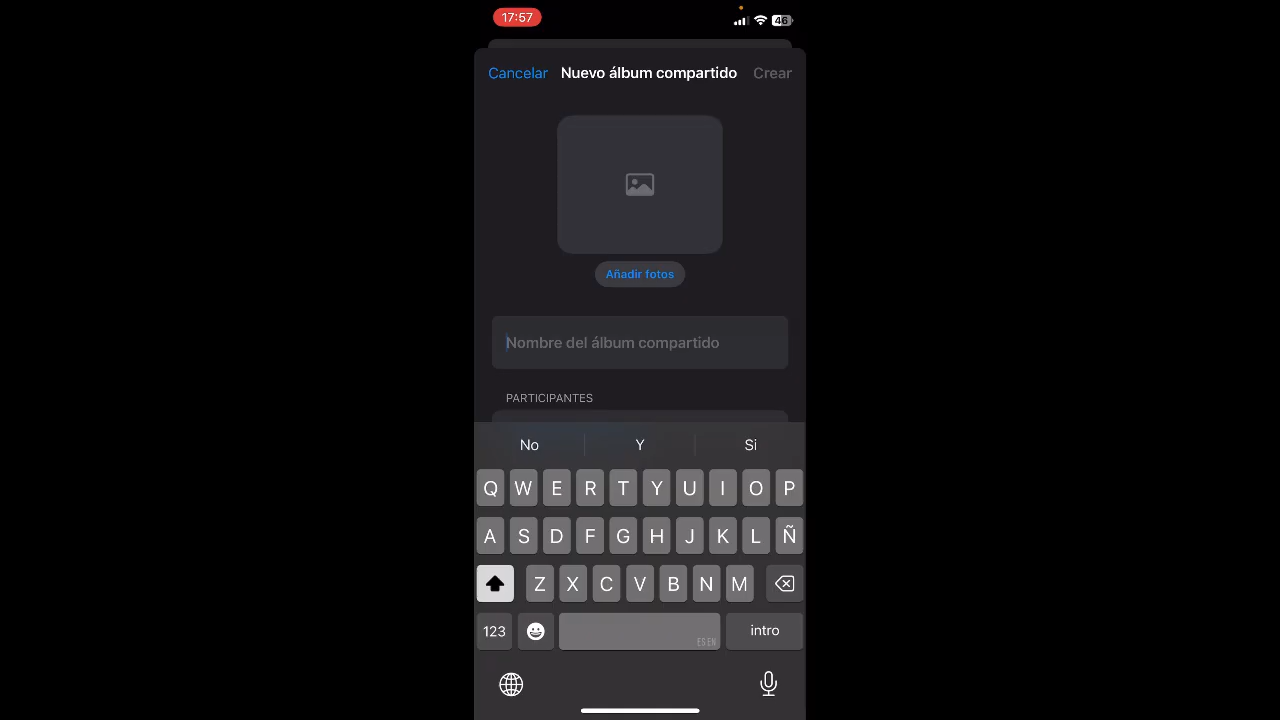 17:57
46
Cancelar Nuevo álbum compartido Crear
Añadir fotos
Nombre del álbum compartido
PARTICIPANTES
No Y Si
Q W E R T Y U I O P
A S D F G H J K L Ñ
Z X C V B N M
123 ES EN intro